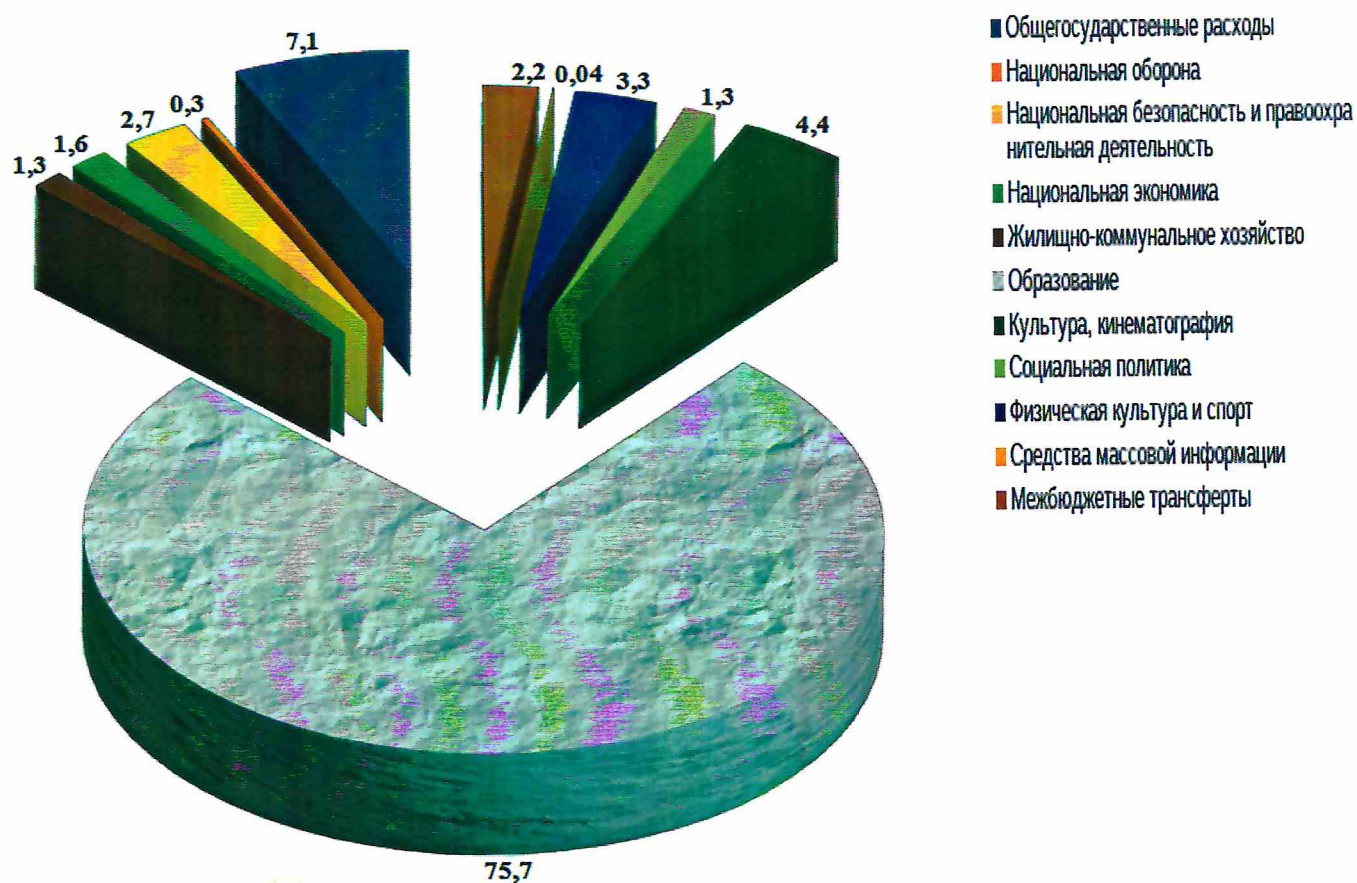 7,1
2,2
0,04
3,3
1,3
4,4
0,3
2,7
1,6
1,3
75,7
Общегосударственные расходы
Национальная оборона
Национальная безопасность и правоохра
нительная деятельность
Национальная экономика
Жилищно-коммунальное хозяйство
Образование
Культура, кинематография
Социальная политика
Физическая культура и спорт
Средства массовой информации
Межбюджетные трансферты